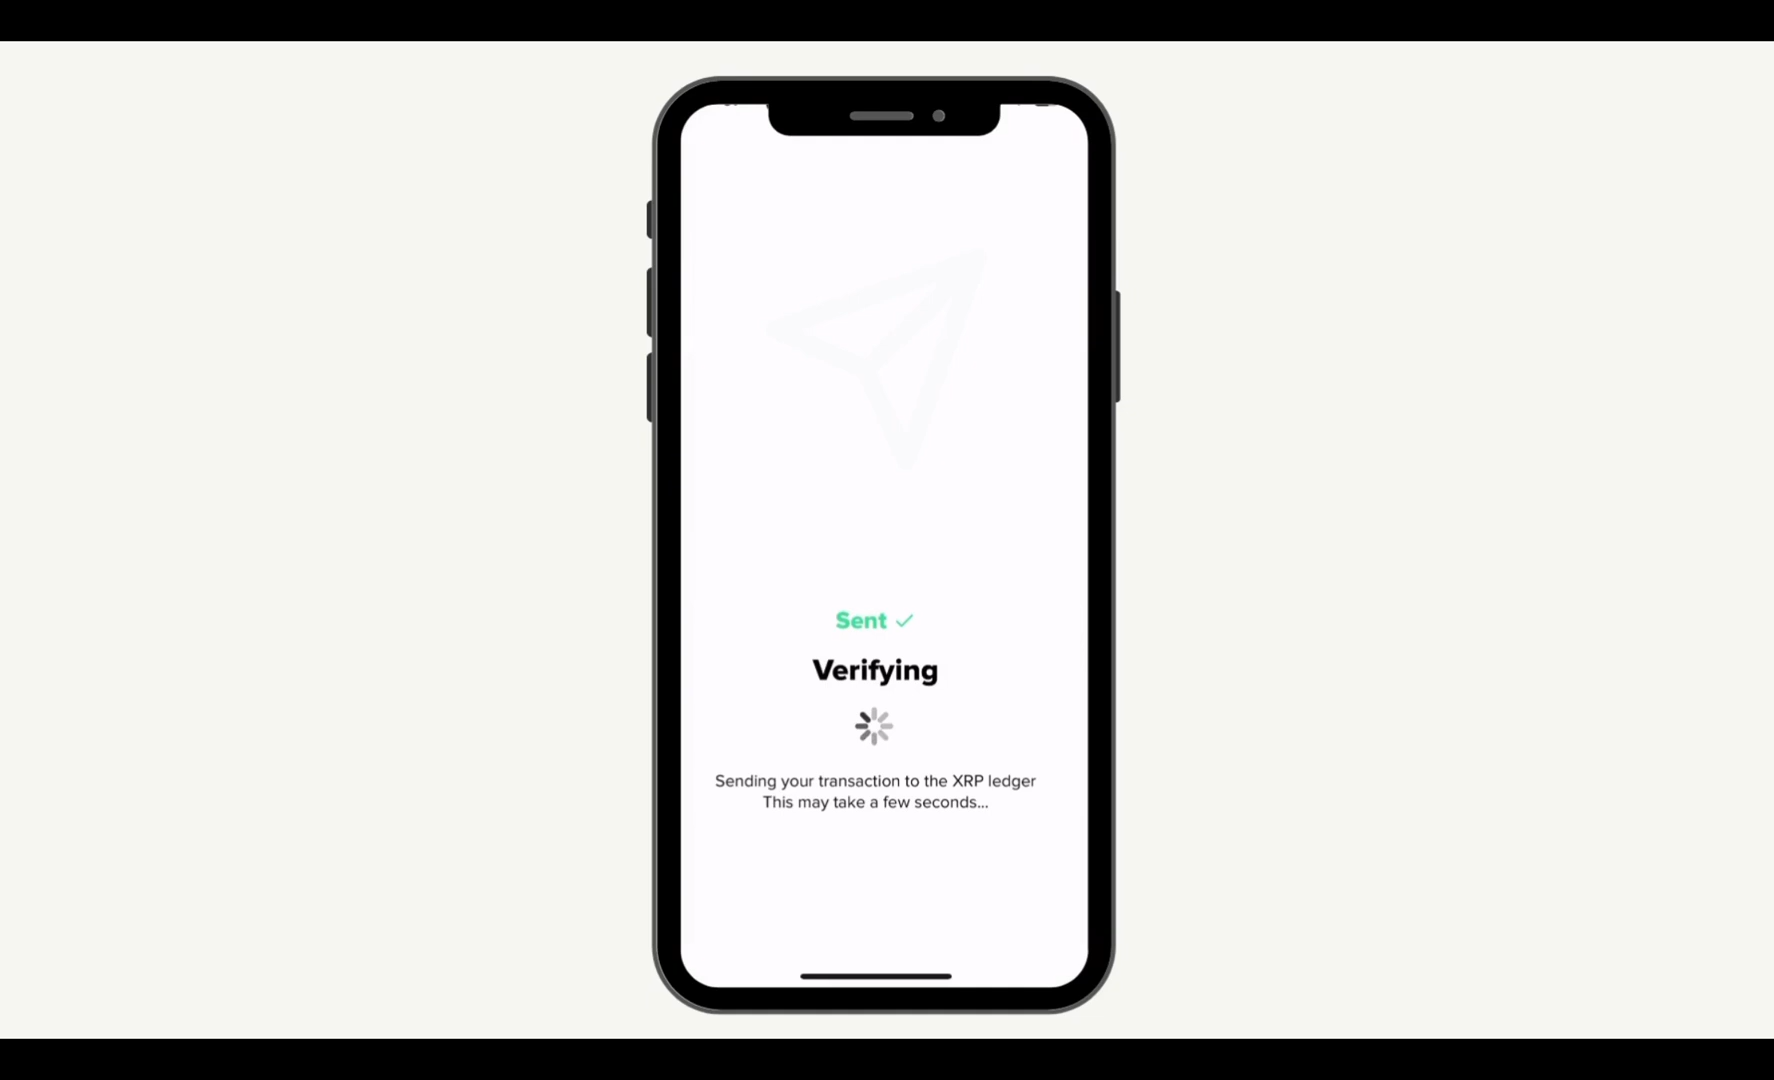 Sent
Verifying
Sending your transaction to the XRP ledger
This may take a few seconds...